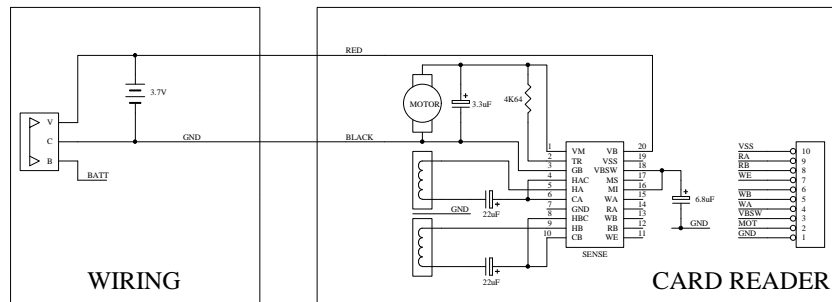 RED
3.7V
MOTOR
3.3uF
4K64
V
C
B
GND
BLACK
BATT
1 VM VB 20
2 TR VSS 19
3 GB VBSW 18
4 HAC MS 17
5 HA MI 16
6 CA WA 15
7 GND RA 14
8 HBC WB 13
9 HB RB 12
10 CB WE 11
SENSE
GND
22uF
22uF
6.8uF
GND
VSS 10
RA 9
RB 8
WE 7
6
WB 5
WA 4
VBSW 3
MOT 2
GND 1
WIRING
CARD READER